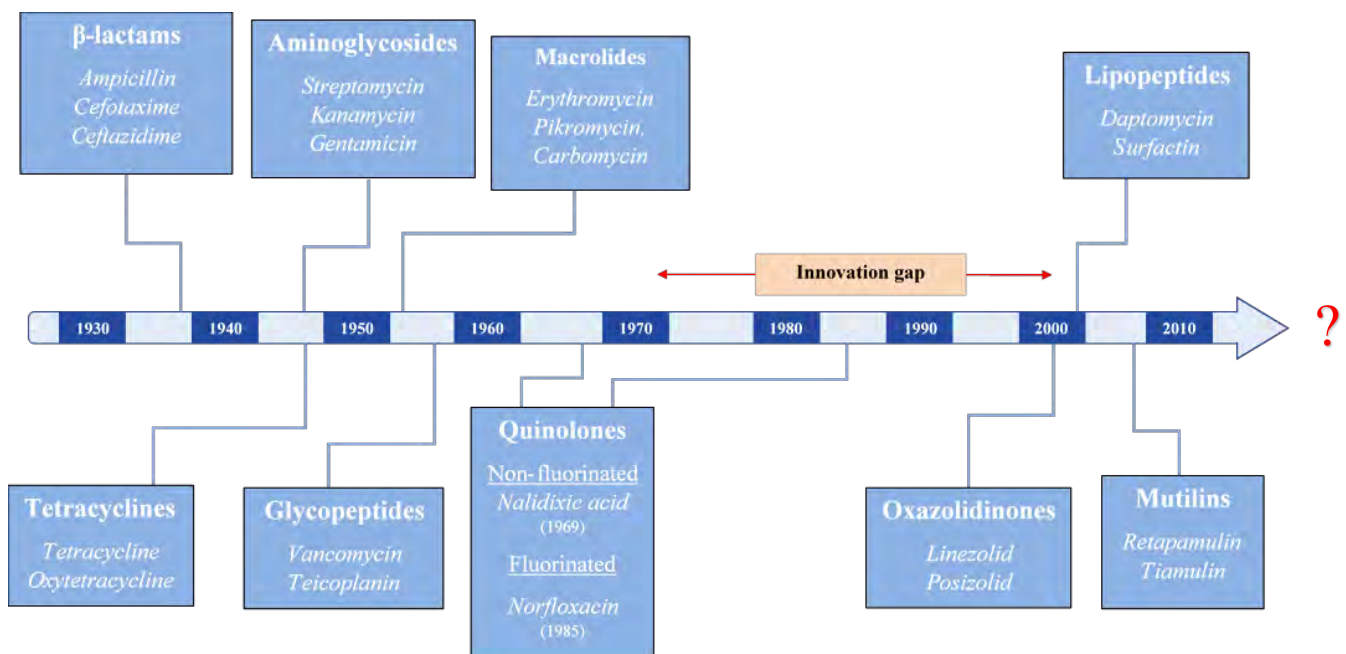 β-lactams
Ampicillin
Cefotaxime
Ceftazidime
Aminoglycosides
Streptomycin
Kanamycin
Gentamicin
Macrolides
Erythromycin
Pikromycin.
Carbomycin
Lipopeptides
Daptomycin
Surfactin
Innovation gap
1930
1940
1950
1960
1970
1980
1990
2000
2010
?
Tetracyclines
Tetracycline
Oxytetracycline
Glycopeptides
Vancomycin
Teicoplanin
Quinolones
Non-fluorinated
Nalidixic acid
(1969)
Fluorinated
Norfloxacin
(1985)
Oxazolidinones
Linezolid
Posizolid
Mutilins
Retapamulin
Tiamulin